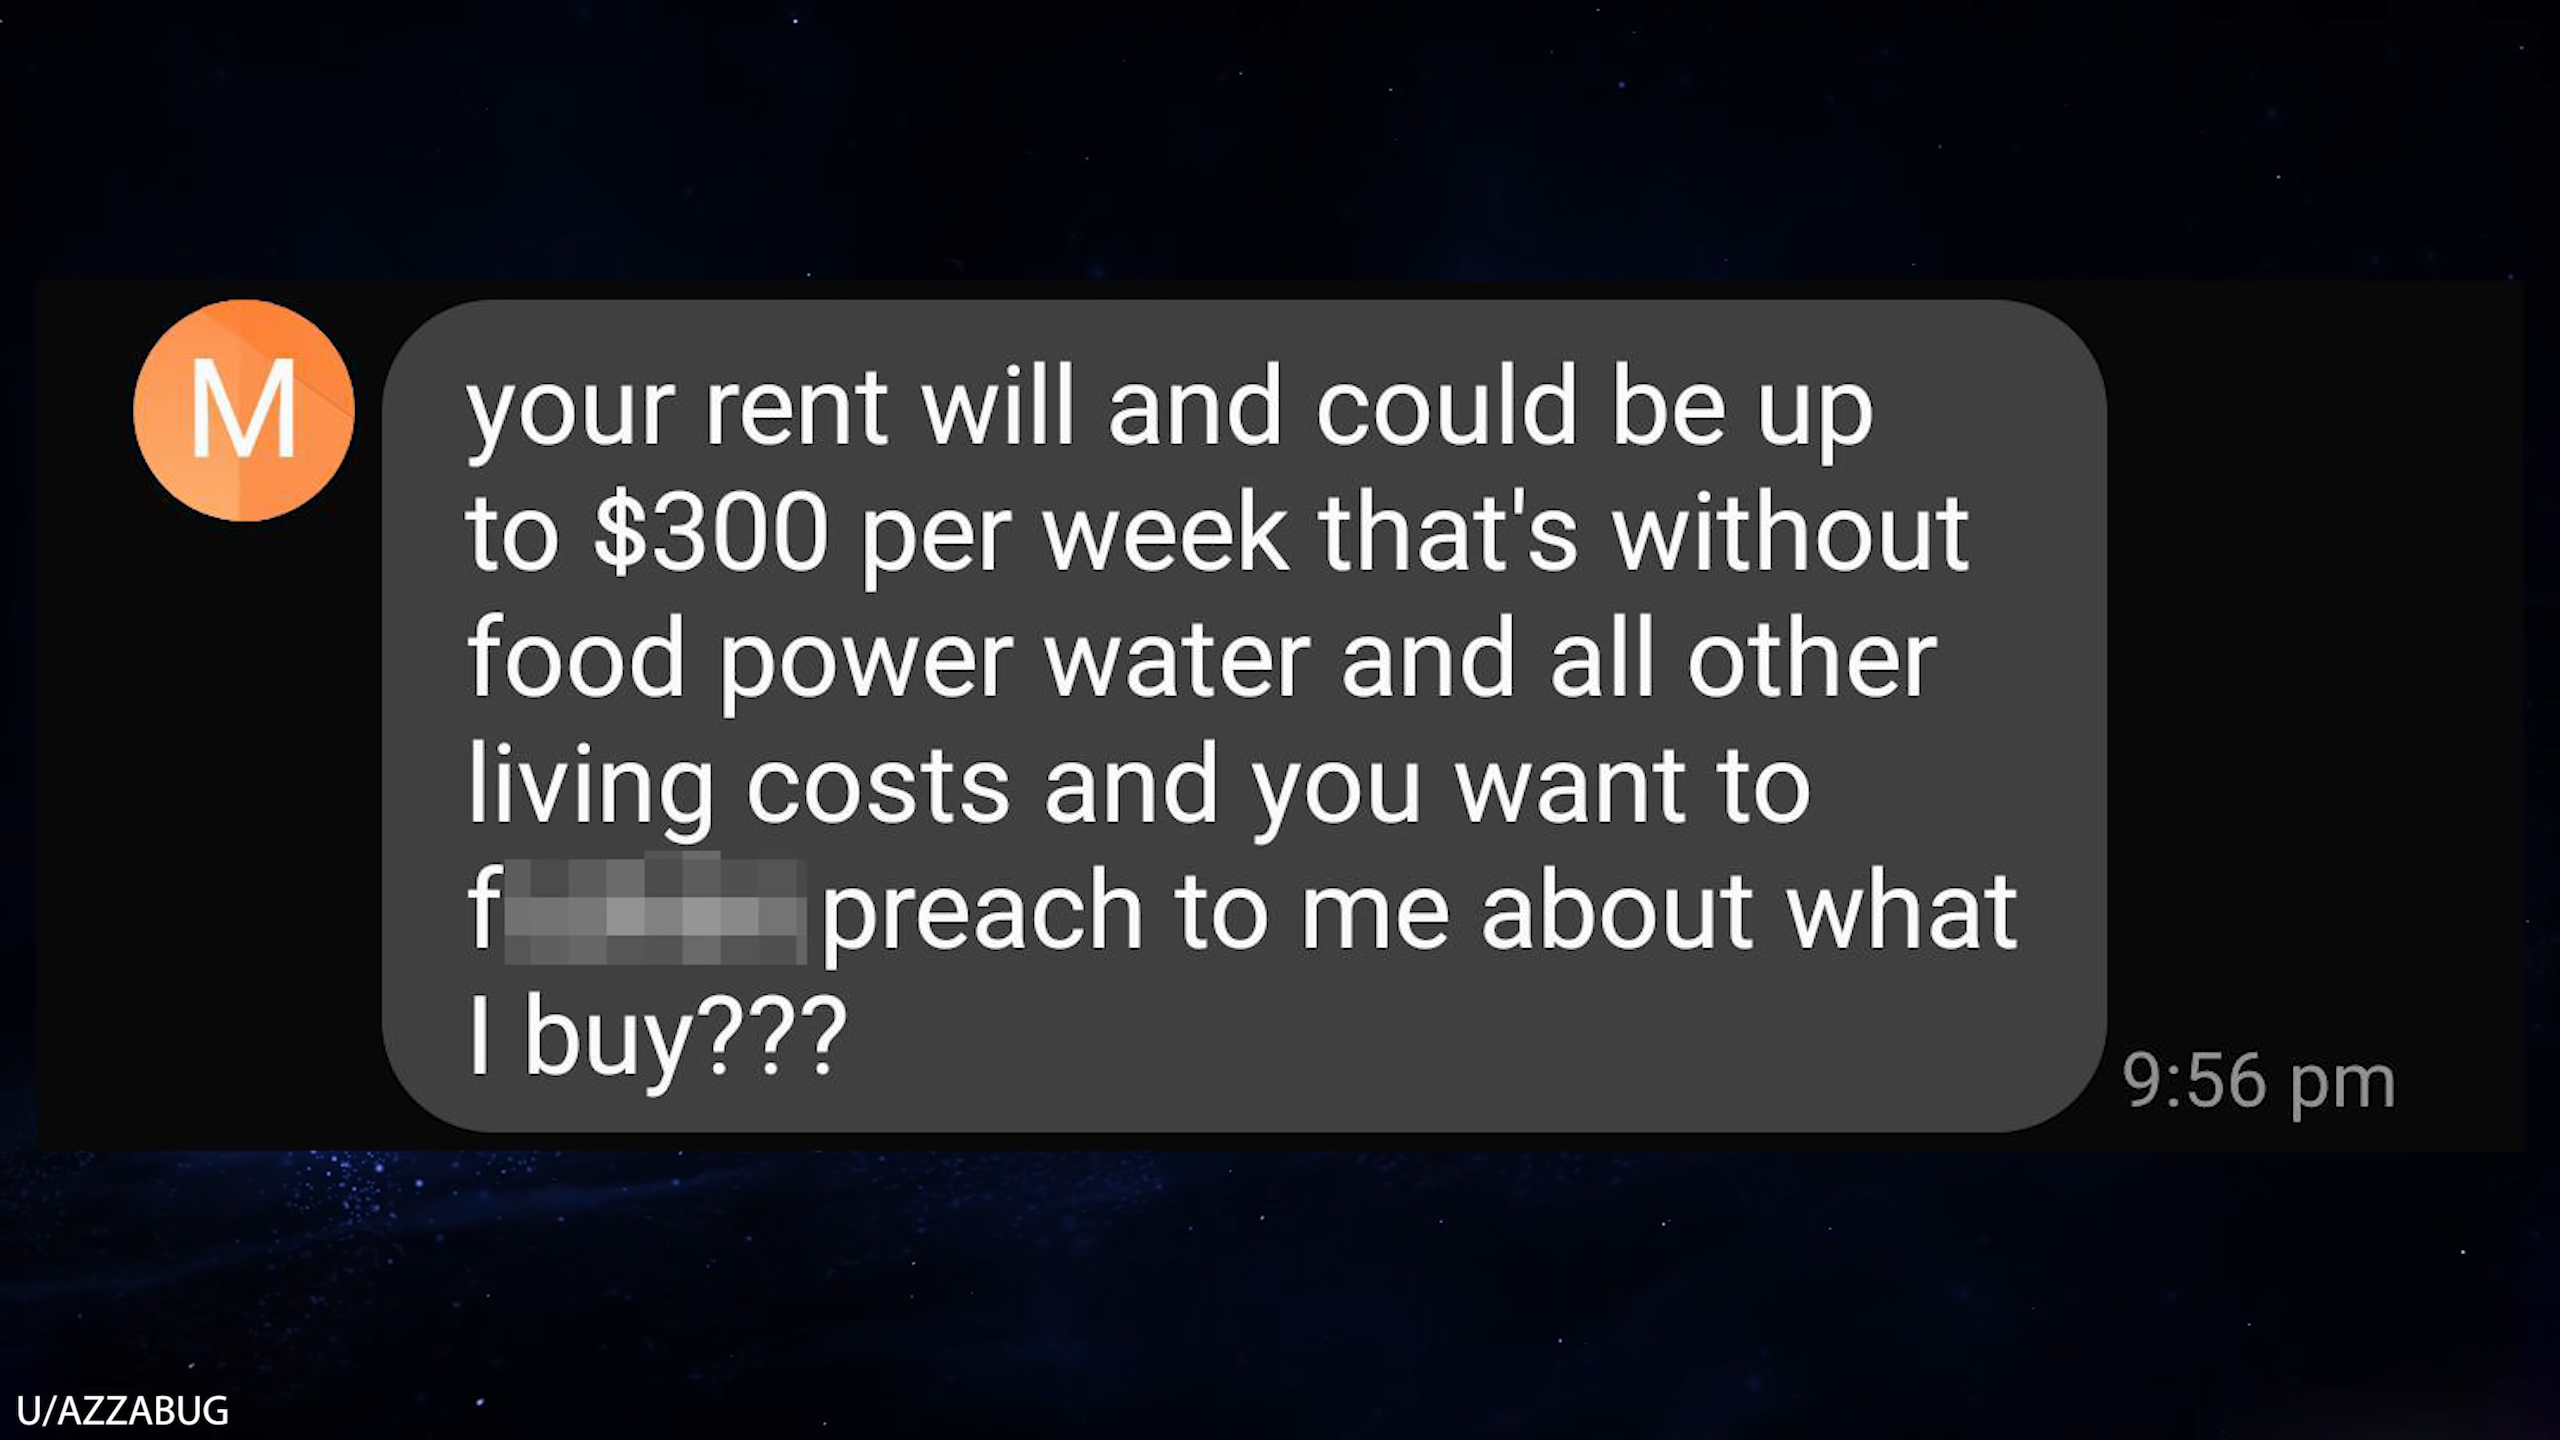 M
your rent will and could be up
to $300 per week that's without
food power water and all other
living costs and you want to
f preach to me about what
I buy???
9:56 pm
U/AZZABUG